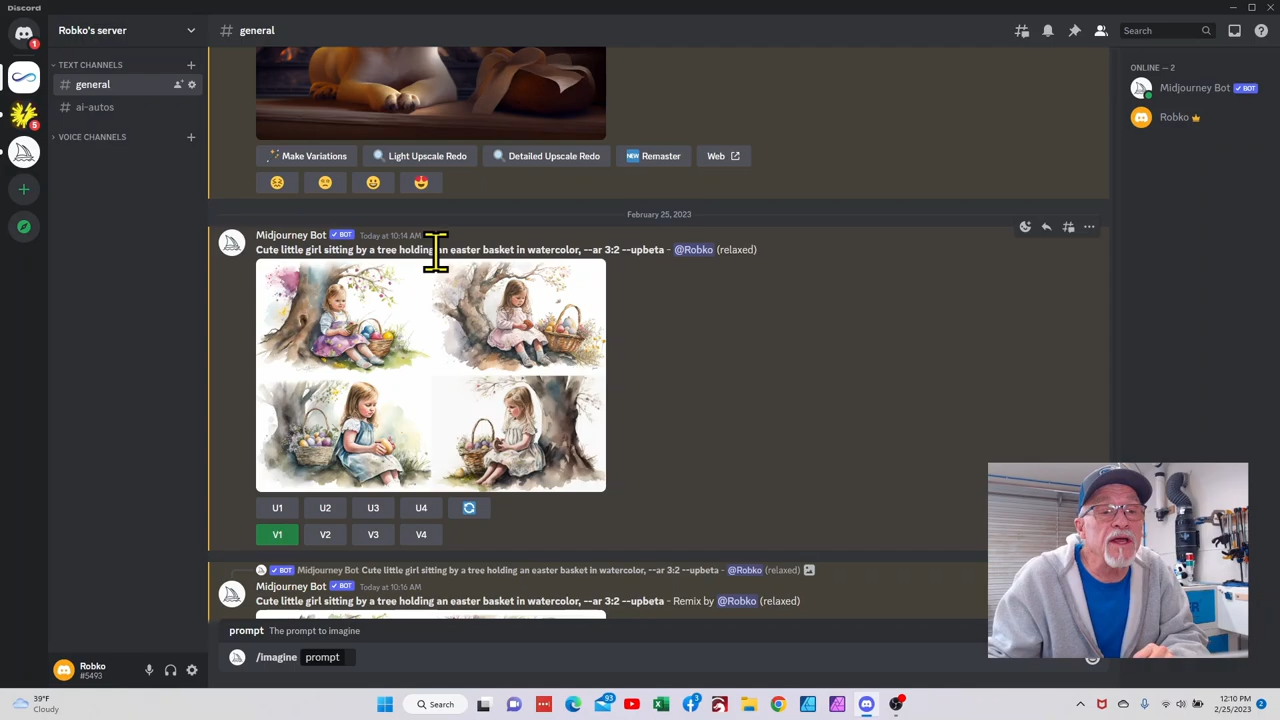 Discord
Robko's server
general
Search
TEXT CHANNELS
general
ai-autos
VOICE CHANNELS
ONLINE — 2
Midjourney Bot ✓ BOT
Robko
Make Variations
Light Upscale Redo
Detailed Upscale Redo
NEW Remaster
Web
February 25, 2023
Midjourney Bot ✓ BOT Today at 10:14 AM
Cute little girl sitting by a tree holding an easter basket in watercolor, --ar 3:2 --upbeta - @Robko (relaxed)
U1 U2 U3 U4
V1 V2 V3 V4
✓ BOT Midjourney Bot Cute little girl sitting by a tree holding an easter basket in watercolor, --ar 3:2 --upbeta - @Robko (relaxed)
Midjourney Bot ✓ BOT Today at 10:16 AM
Cute little girl sitting by a tree holding an easter basket in watercolor, --ar 3:2 --upbeta - Remix by @Robko (relaxed)
prompt The prompt to imagine
/imagine prompt
Robko
#5493
1
5
39°F
Cloudy
Search
93
3
12:10 PM
2/25/2023
2